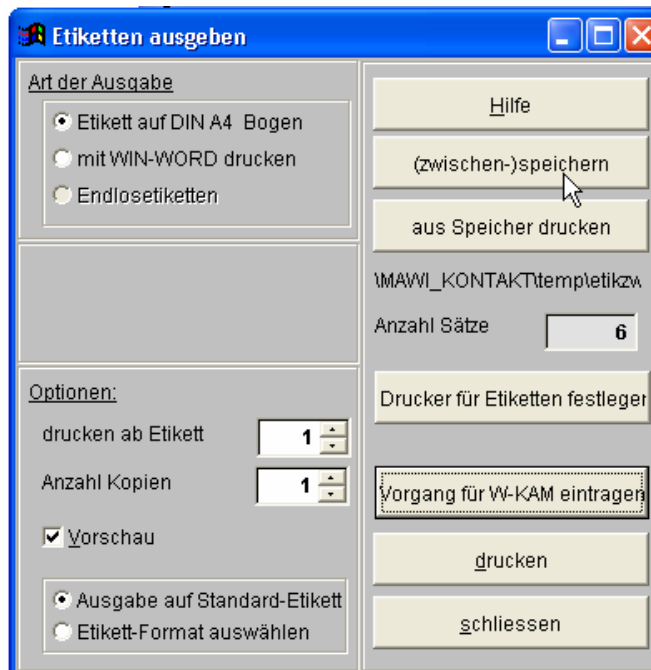 Etiketten ausgeben
Art der Ausgabe
Etikett auf DIN A4 Bogen
mit WIN-WORD drucken
Endlosetiketten
Optionen:
drucken ab Etikett
1
Anzahl Kopien
1
Vorschau
Ausgabe auf Standard-Etikett
Etikett-Format auswählen
Hilfe
(zwischen-)speichern
aus Speicher drucken
\MAWI_KONTAKT\temp\etikzw
Anzahl Sätze
6
Drucker für Etiketten festlegen
Vorgang für W-KAM eintragen
drucken
schliessen